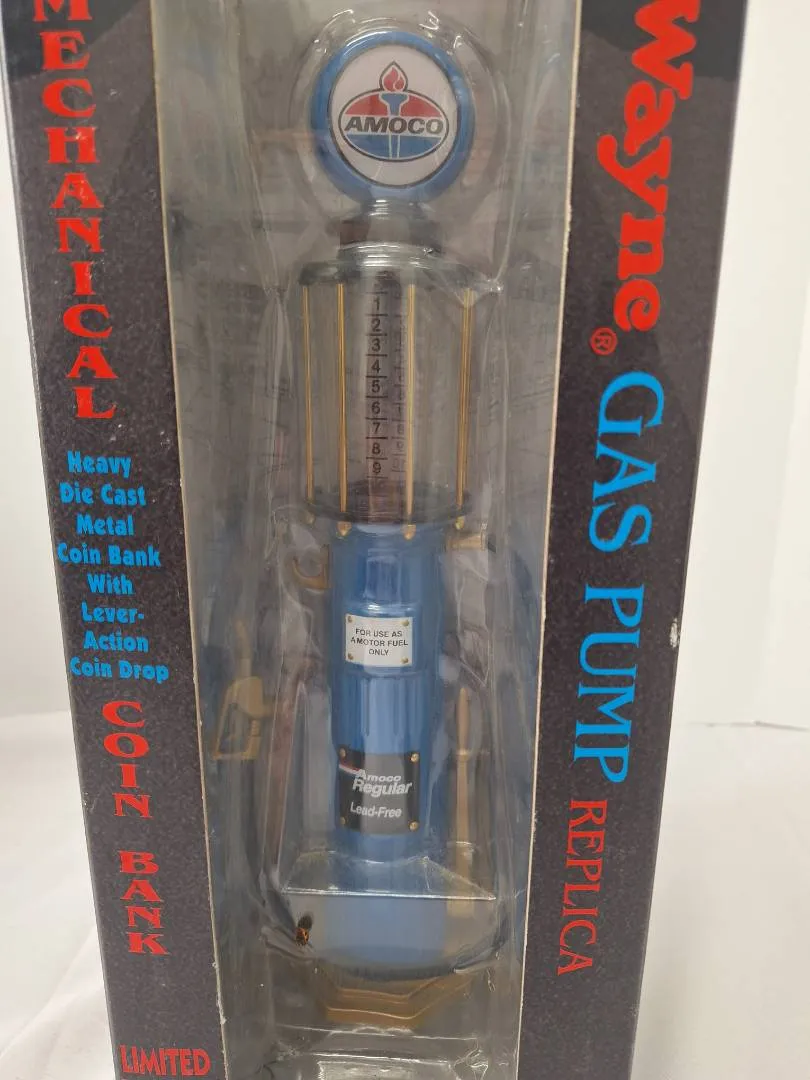 MECHANICAL
Heavy
Die Cast
Metal
Coin Bank
With
Lever-
Action
Coin Drop
COIN BANK
LIMITED
AMOCO
1
2
3
4
5
6
7
8
9
FOR USE AS
A MOTOR FUEL
ONLY
Amoco
Regular
Lead-Free
Wayne® GAS PUMP REPLICA